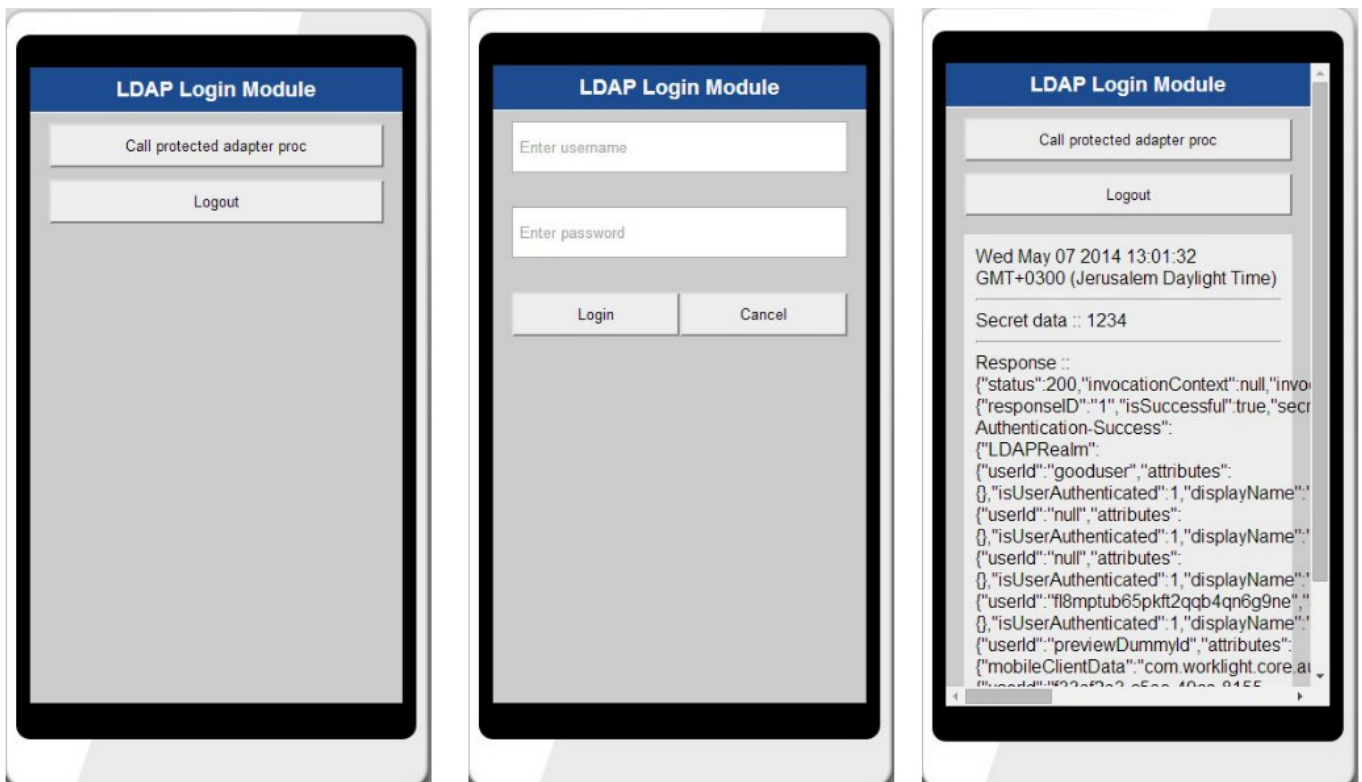 LDAP Login Module
Call protected adapter proc
Logout
LDAP Login Module
Enter username
Enter password
Login
Cancel
LDAP Login Module
Call protected adapter proc
Logout
Wed May 07 2014 13:01:32
GMT+0300 (Jerusalem Daylight Time)
Secret data :: 1234
Response ::
{"status":200,"invocationContext":null,"invo
{"responseID":"1","isSuccessful":true,"secr
Authentication-Success":
{"LDAPRealm":
{"userId":"gooduser","attributes":
{},"isUserAuthenticated":1,"displayName":"
{"userId":"null","attributes":
{},"isUserAuthenticated":1,"displayName":"
{"userId":"null","attributes":
{},"isUserAuthenticated":1,"displayName":"
{"userId":"fl8mptub65pkft2qqb4qn6g9ne","
{},"isUserAuthenticated":1,"displayName":"
{"userId":"previewDummyId","attributes":
{"mobileClientData":"com.worklight.core.au